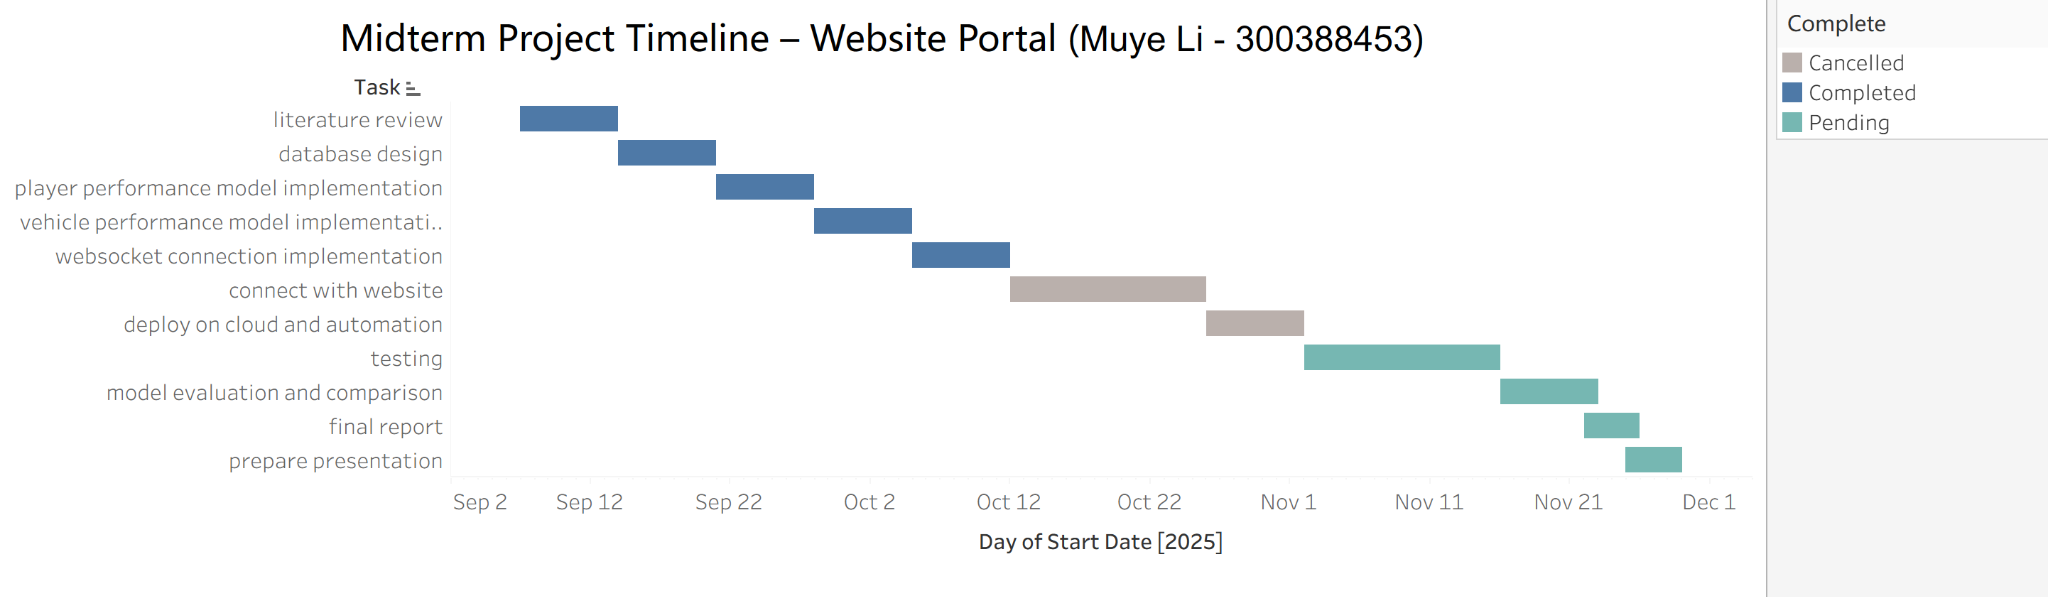 Midterm Project Timeline – Website Portal (Muye Li - 300388453)
Complete
Cancelled
Completed
Pending
Task
literature review
database design
player performance model implementation
vehicle performance model implementati..
websocket connection implementation
connect with website
deploy on cloud and automation
testing
model evaluation and comparison
final report
prepare presentation
Sep 2 Sep 12 Sep 22 Oct 2 Oct 12 Oct 22 Nov 1 Nov 11 Nov 21 Dec 1
Day of Start Date [2025]